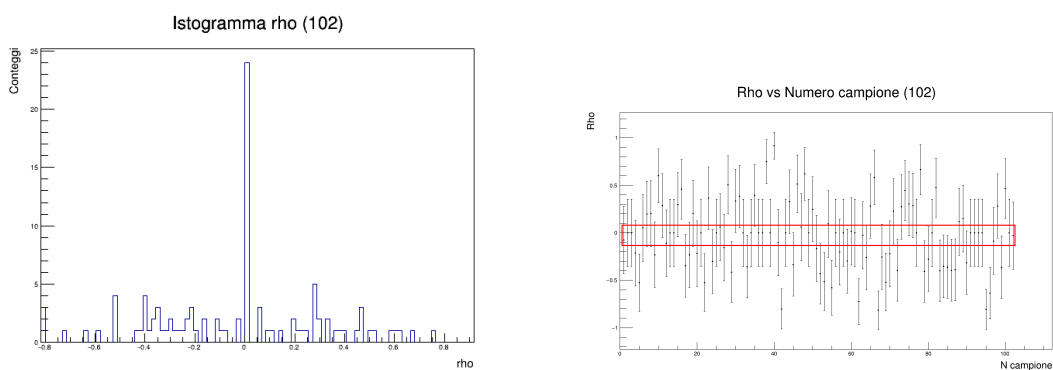 Istogramma rho (102)
Conteggi
25
20
15
10
5
0
−0.8 −0.6 −0.4 −0.2 0 0.2 0.4 0.6 0.8
rho
Rho vs Numero campione (102)
Rho
1
0.5
0
−0.5
−1
0 20 40 60 80 100
N campione